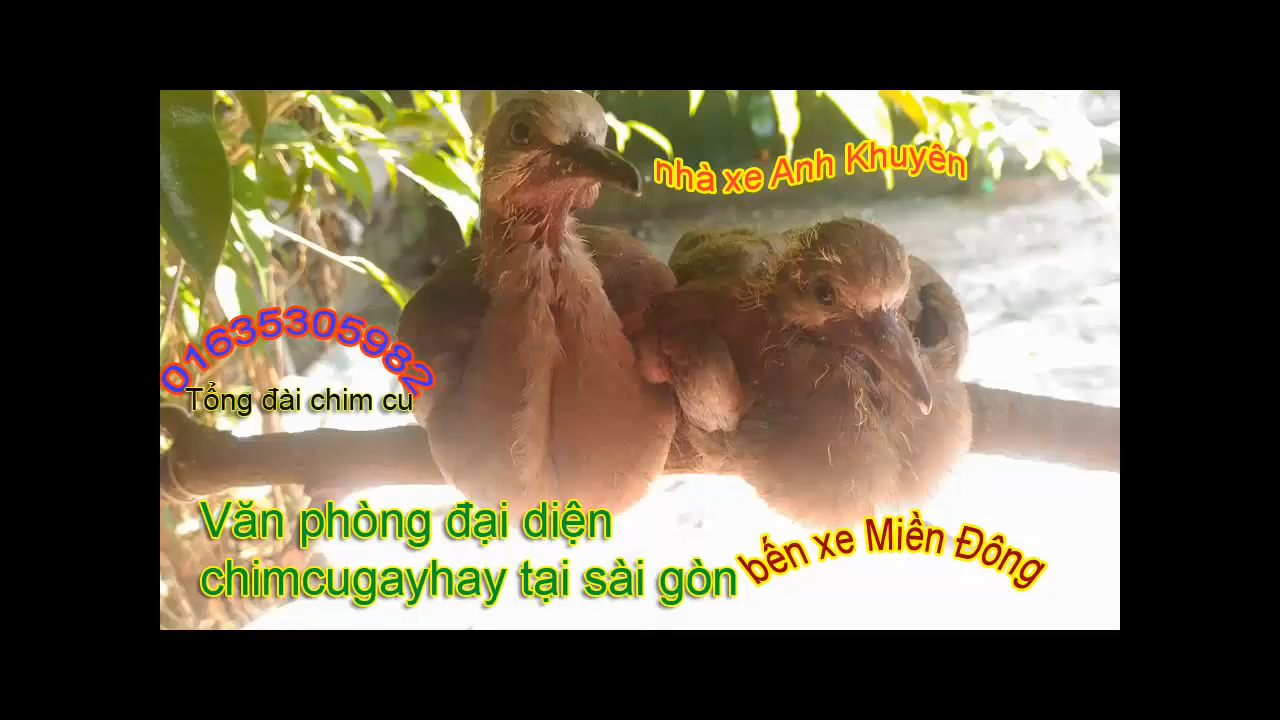 nhà xe Anh Khuyên
01635305982
Tổng đài chim cu
Văn phòng đại diện
chimcugayhay tại sài gòn
bến xe Miền Đông